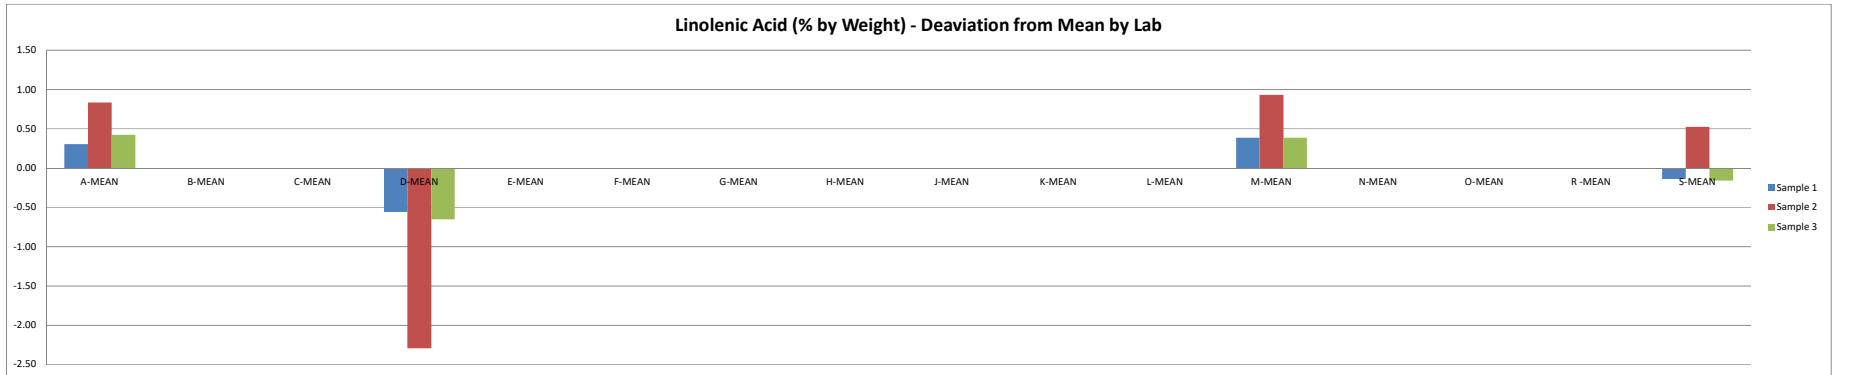 Linolenic Acid (% by Weight) - Deaviation from Mean by Lab
1.50
1.00
0.50
0.00
A-MEAN B-MEAN C-MEAN D-MEAN E-MEAN F-MEAN G-MEAN H-MEAN J-MEAN K-MEAN L-MEAN M-MEAN N-MEAN O-MEAN R -MEAN S-MEAN
-0.50
-1.00
-1.50
-2.00
-2.50
Sample 1
Sample 2
Sample 3